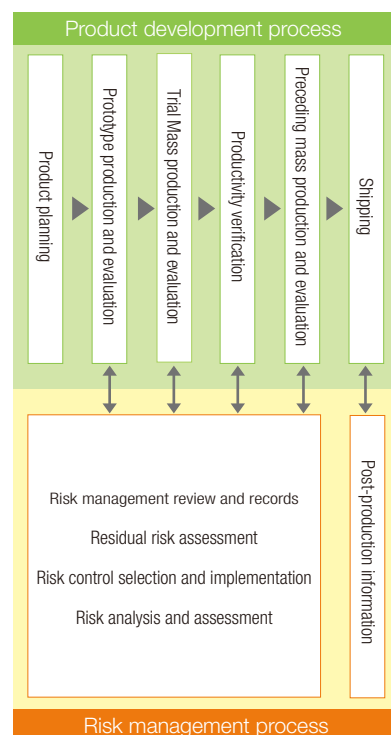 Product development process
Product planning
Prototype production and evaluation
Trial Mass production and evaluation
Productivity verification
Preceding mass production and evaluation
Shipping
Risk management review and records
Residual risk assessment
Risk control selection and implementation
Risk analysis and assessment
Post-production information
Risk management process